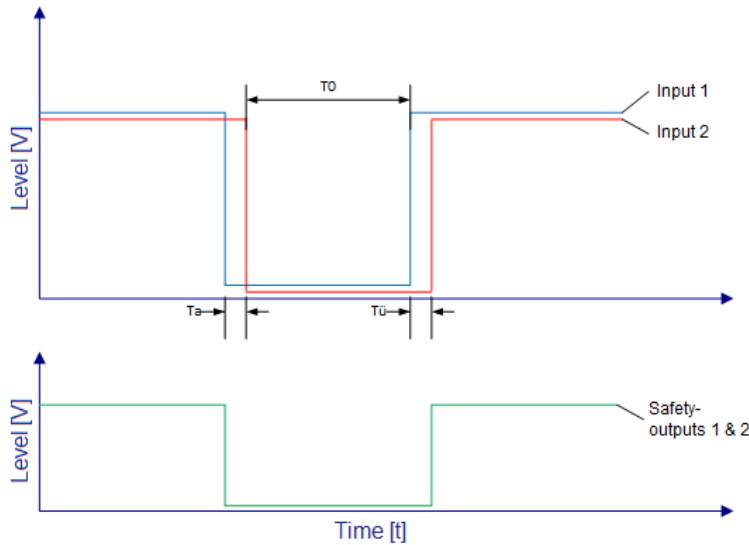 T0
Input 1
Input 2
Level [V]
Ta
Tü
Level [V]
Safety-
outputs 1 & 2
Time [t]